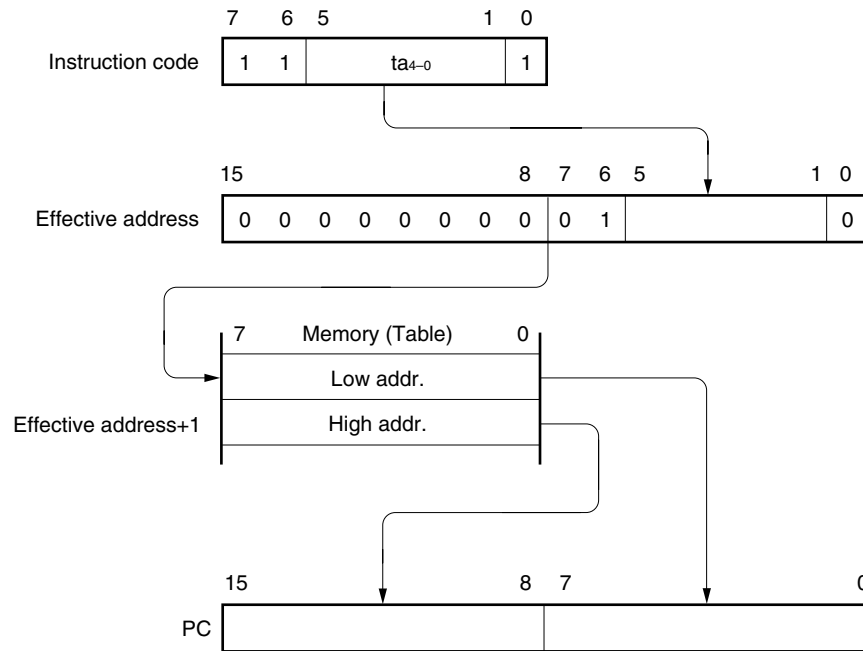 7 6 5 1 0
Instruction code 1 1 ta4–0 1
15 8 7 6 5 1 0
Effective address 0 0 0 0 0 0 0 0 0 1 0
7 Memory (Table) 0
Low addr.
Effective address+1 High addr.
15 8 7 0
PC